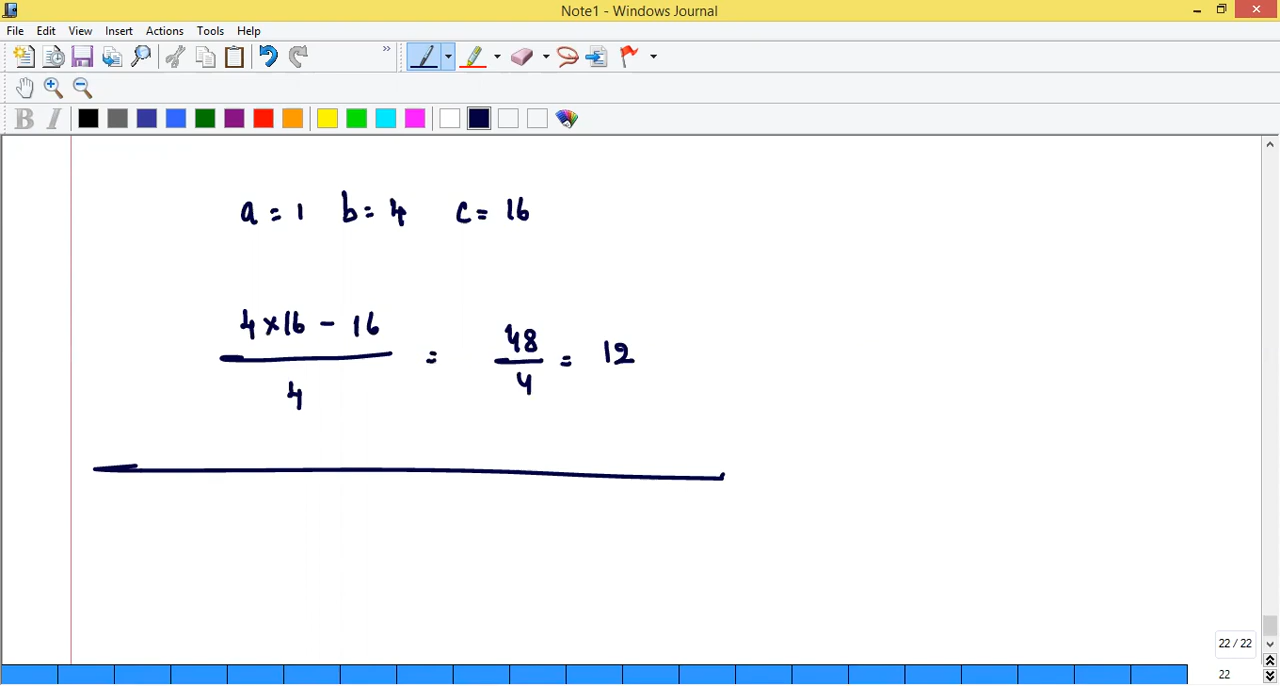 Note1 - Windows Journal
File Edit View Insert Actions Tools Help
B I
a = 1 b = 4 c = 16
4 × 16 - 16
4
=
48
4
= 12
22 / 22
22